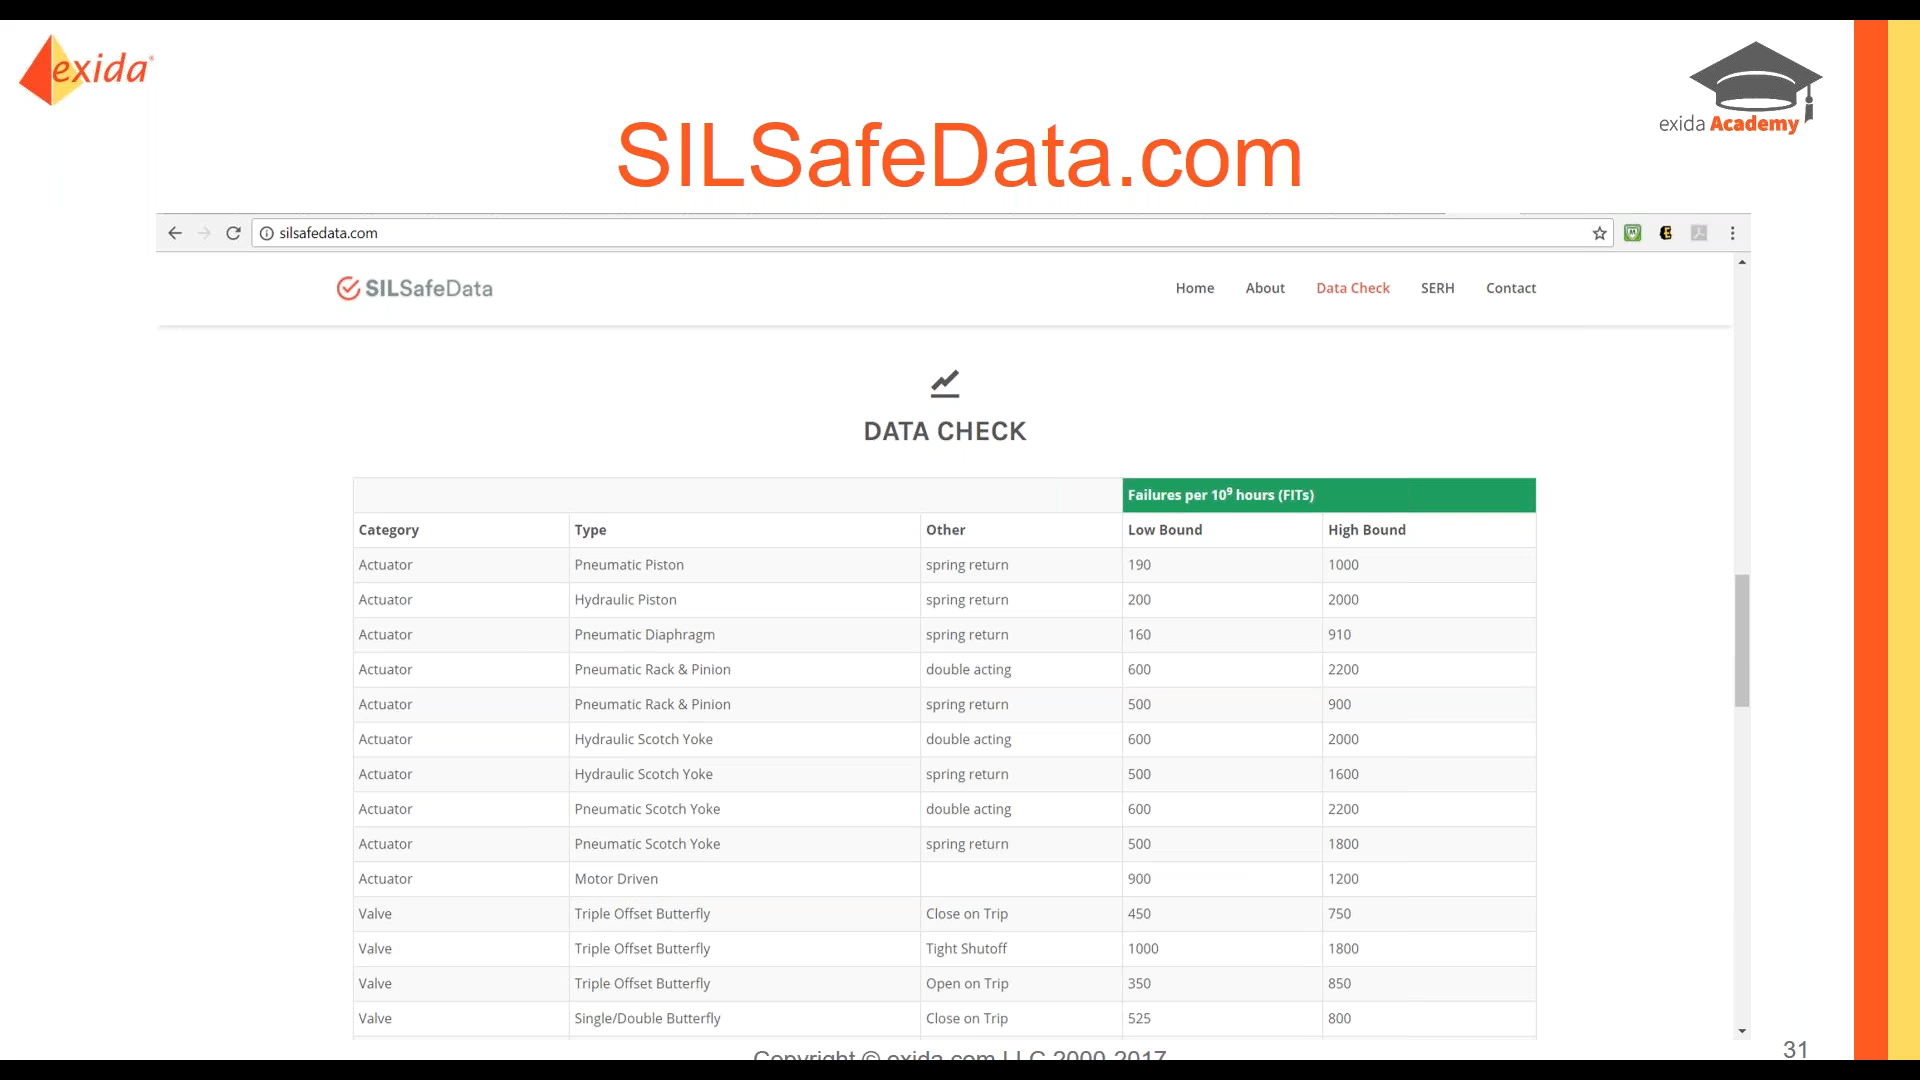 exida
exida Academy
SILSafeData.com
silsafedata.com
SILSafeData
Home About Data Check SERH Contact
DATA CHECK
Failures per 10⁹ hours (FITs)
Category Type Other Low Bound High Bound
Actuator Pneumatic Piston spring return 190 1000
Actuator Hydraulic Piston spring return 200 2000
Actuator Pneumatic Diaphragm spring return 160 910
Actuator Pneumatic Rack & Pinion double acting 600 2200
Actuator Pneumatic Rack & Pinion spring return 500 900
Actuator Hydraulic Scotch Yoke double acting 600 2000
Actuator Hydraulic Scotch Yoke spring return 500 1600
Actuator Pneumatic Scotch Yoke double acting 600 2200
Actuator Pneumatic Scotch Yoke spring return 500 1800
Actuator Motor Driven 900 1200
Valve Triple Offset Butterfly Close on Trip 450 750
Valve Triple Offset Butterfly Tight Shutoff 1000 1800
Valve Triple Offset Butterfly Open on Trip 350 850
Valve Single/Double Butterfly Close on Trip 525 800
Copyright © exida.com LLC 2000-2017
31